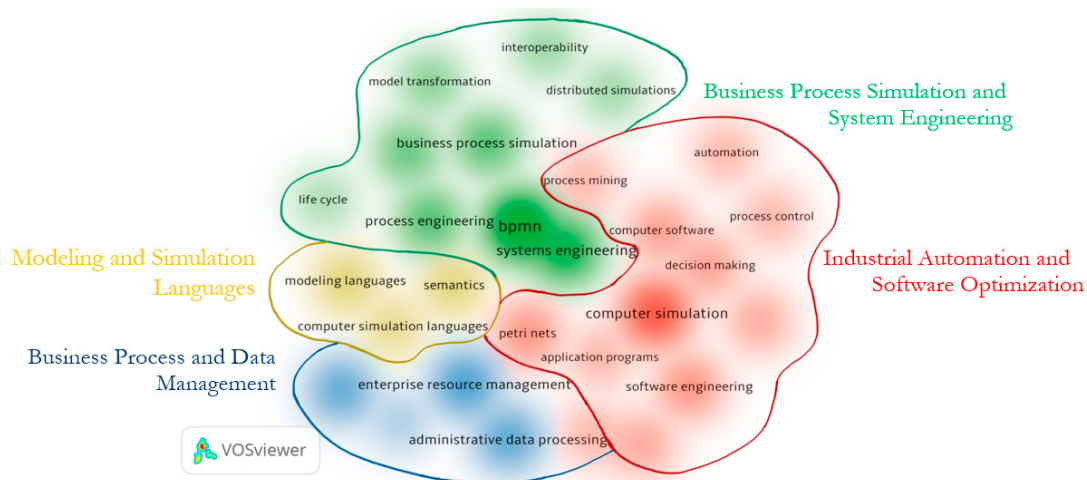 interoperability
model transformation
distributed simulations
Business Process Simulation and
System Engineering
business process simulation
automation
process mining
life cycle
process engineering
bpmn
process control
computer software
systems engineering
Modeling and Simulation
Languages
decision making
Industrial Automation and
Software Optimization
modeling languages
semantics
computer simulation
computer simulation languages
petri nets
Business Process and Data
Management
application programs
enterprise resource management
software engineering
administrative data processing
VOSviewer